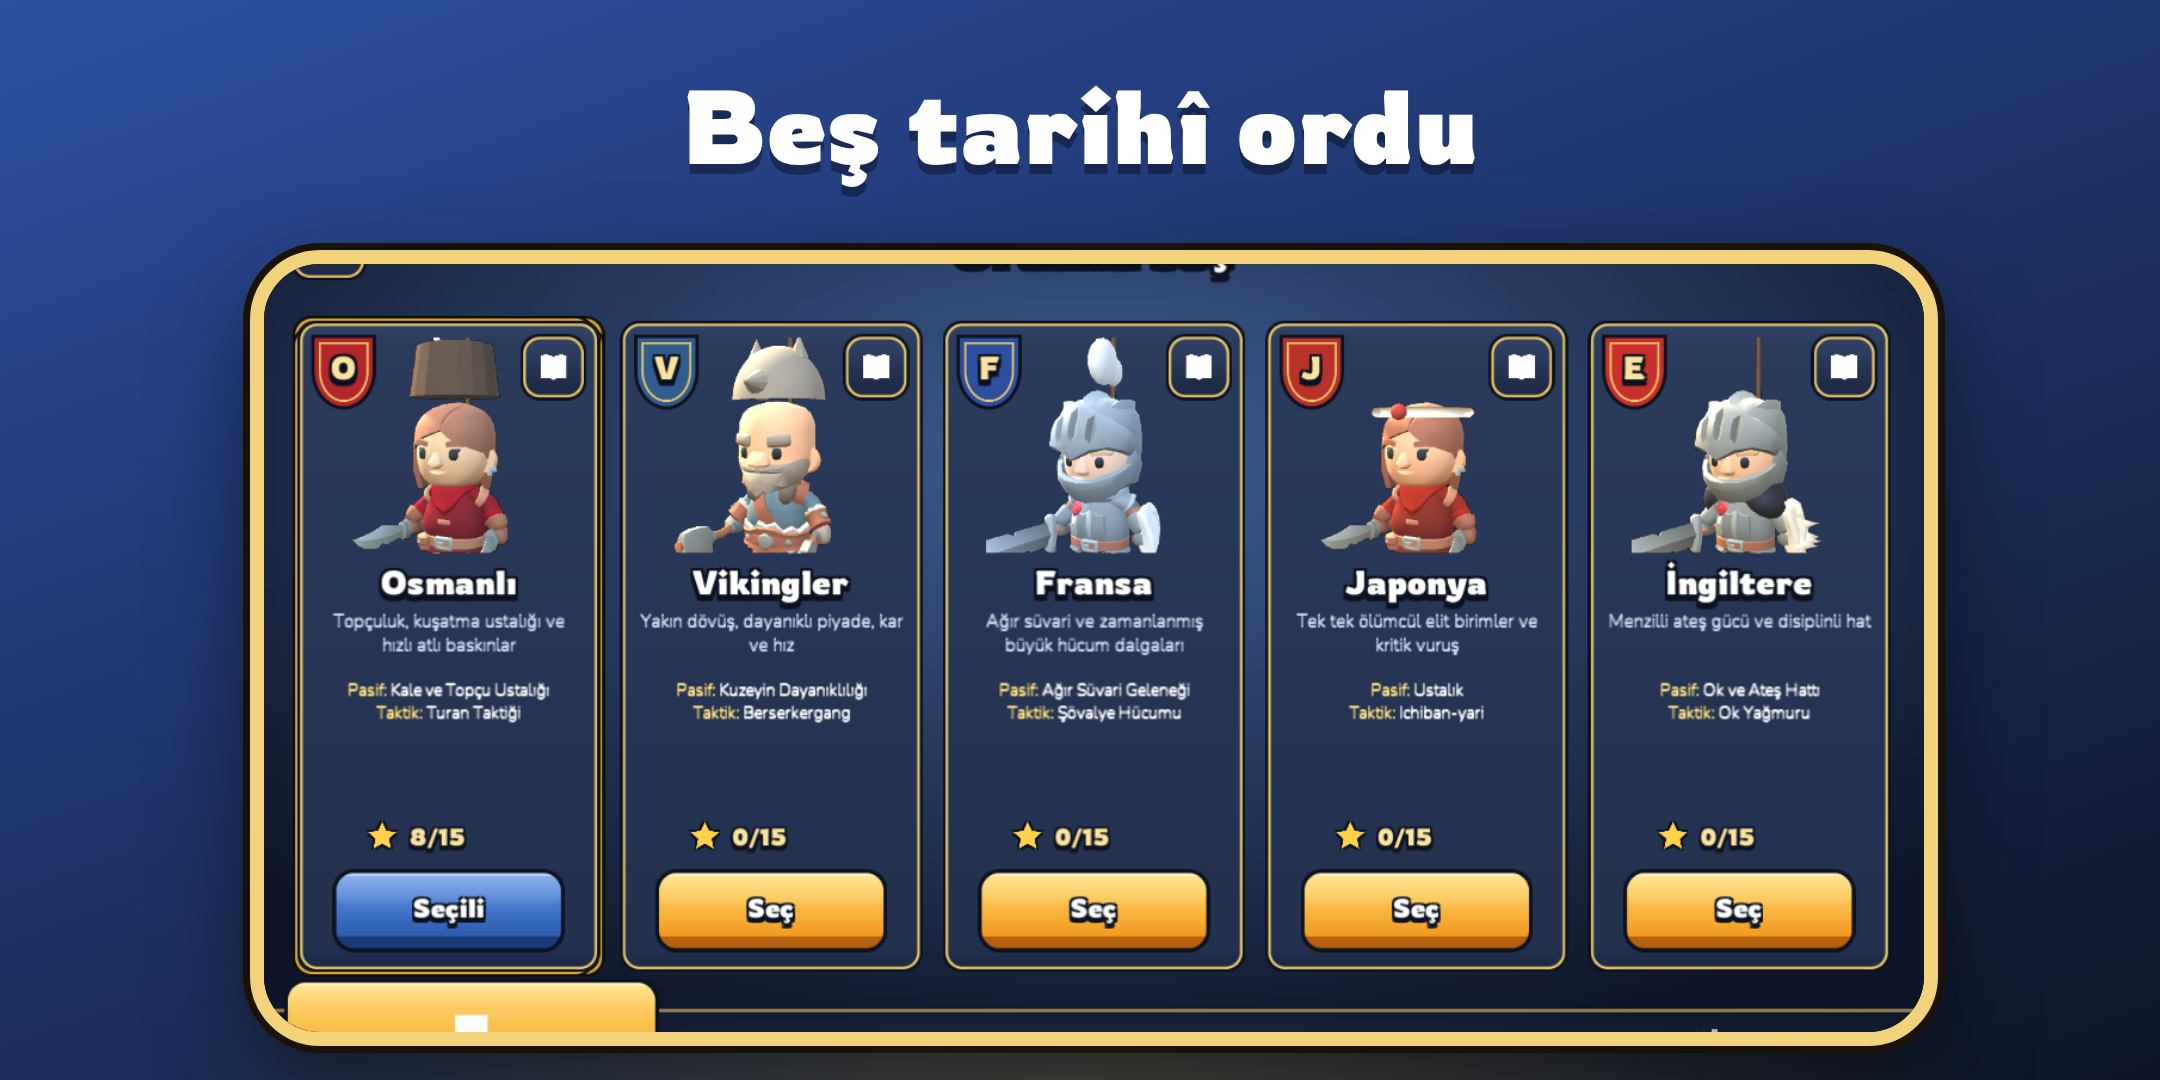 Beş tarihî ordu
O
V
F
J
E
Osmanlı
Topçuluk, kuşatma ustalığı ve
hızlı atlı baskınlar
Pasif: Kale ve Topçu Ustalığı
Taktik: Turan Taktiği
8/15
Seçili
Vikingler
Yakın dövüş, dayanıklı piyade, kar
ve hız
Pasif: Kuzeyin Dayanıklılığı
Taktik: Berserkergang
0/15
Seç
Fransa
Ağır süvari ve zamanlanmış
büyük hücum dalgaları
Pasif: Ağır Süvari Geleneği
Taktik: Şövalye Hücumu
0/15
Seç
Japonya
Tek tek ölümcül elit birimler ve
kritik vuruş
Pasif: Ustalık
Taktik: Ichiban-yari
0/15
Seç
İngiltere
Menzilli ateş gücü ve disiplinli hat
Pasif: Ok ve Ateş Hattı
Taktik: Ok Yağmuru
0/15
Seç